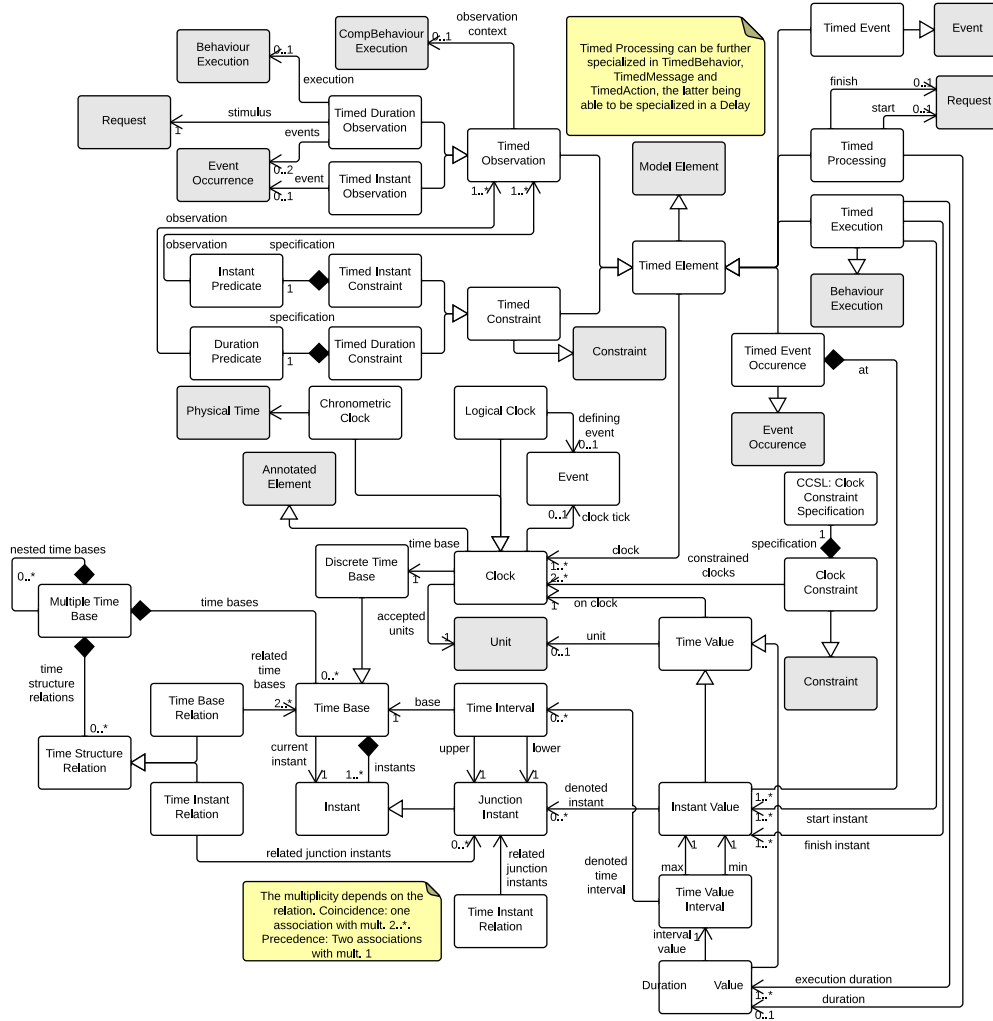 Behaviour
Execution
0..1
execution
CompBehaviour
Execution
0..1
observation
context
Timed Processing can be further
specialized in TimedBehavior,
TimedMessage and
TimedAction, the latter being
able to be specialized in a Delay
Timed Event
Event
finish
0..1
start
0..1
Request
Request
1
stimulus
Timed Duration
Observation
events
Event
Occurrence
0..2
event
0..1
Timed Instant
Observation
Timed
Observation
1..*
1..*
Model Element
Timed
Processing
Timed
Execution
observation
observation
specification
Instant
Predicate
1
Timed Instant
Constraint
specification
Duration
Predicate
1
Timed Duration
Constraint
Timed
Constraint
Timed Element
Constraint
Behaviour
Execution
Timed Event
Occurence
at
Event
Occurence
Physical Time
Chronometric
Clock
Logical Clock
defining
event
0..1
Event
0..1
clock tick
Annotated
Element
CCSL: Clock
Constraint
Specification
1
specification
Clock
Constraint
Constraint
nested time bases
0..*
Multiple Time
Base
time bases
time
structure
relations
0..*
Discrete Time
Base
time base
1
Clock
clock
1..*
2..*
constrained
clocks
1
on clock
accepted
units
1
Unit
unit
0..1
Time Value
related
time
bases
0..*
2..*
Time Base
Relation
Time Base
base
1
Time Interval
0..*
Time Structure
Relation
current
instant
1
instants
1..*
upper
1
lower
1
Time Instant
Relation
Instant
Junction
Instant
denoted
instant
0..*
Instant Value
1..*
1..*
start instant
1..*
finish instant
related junction instants
0..*
related
junction
instants
denoted
time
interval
max
1
min
1
The multiplicity depends on the
relation. Coincidence: one
association with mult. 2..*.
Precedence: Two associations
with mult. 1
Time Instant
Relation
Time Value
Interval
interval
value
1
Duration Value
execution duration
1..*
duration
0..1